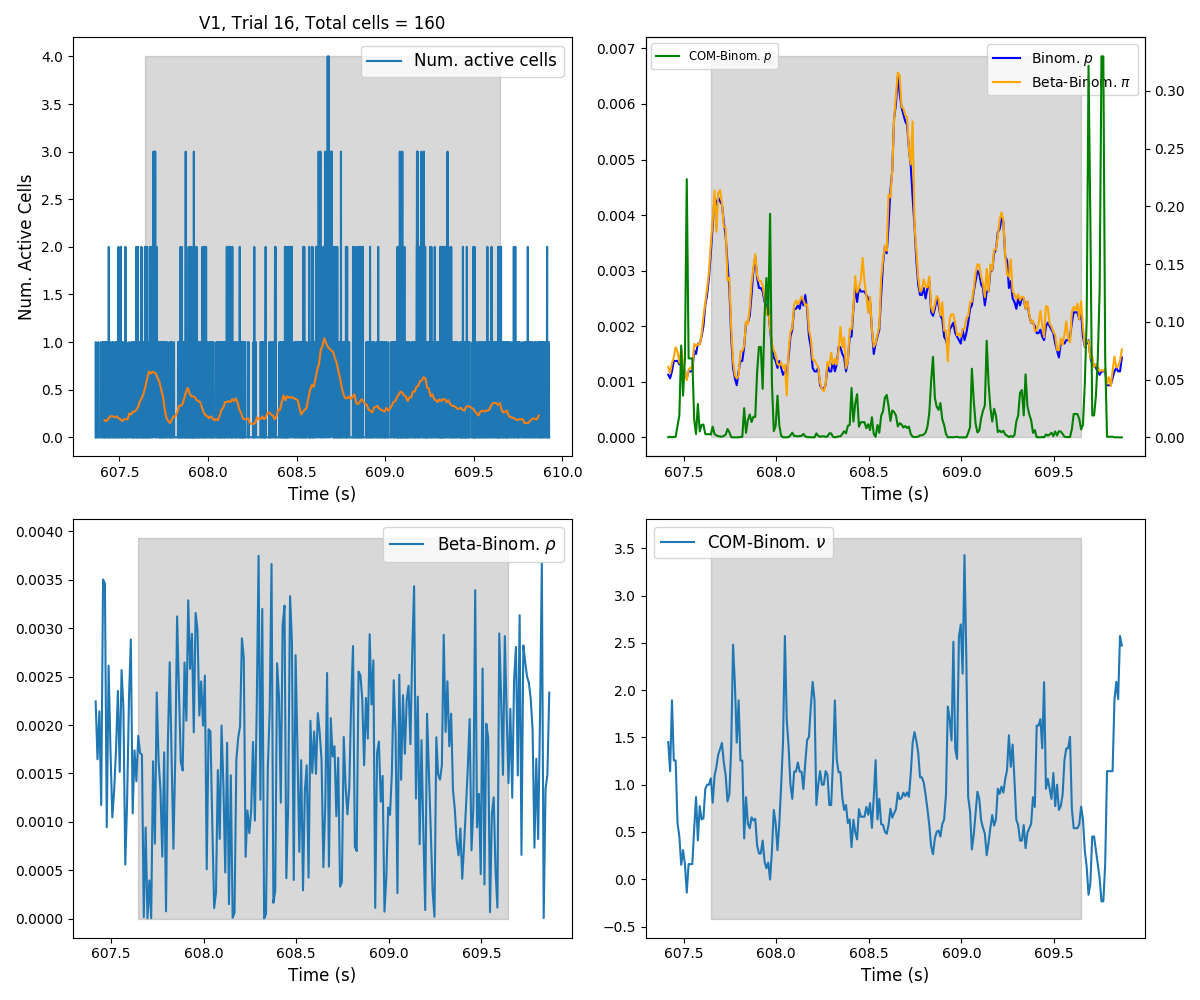 V1, Trial 16, Total cells = 160
Num. active cells
Num. Active Cells
4.0
3.5
3.0
2.5
2.0
1.5
1.0
0.5
0.0
607.5 608.0 608.5 609.0 609.5 610.0
Time (s)
COM-Binom. p
Binom. p
Beta-Binom. π
0.007
0.006
0.005
0.004
0.003
0.002
0.001
0.000
0.30
0.25
0.20
0.15
0.10
0.05
0.00
607.5 608.0 608.5 609.0 609.5
Time (s)
Beta-Binom. ρ
0.0040
0.0035
0.0030
0.0025
0.0020
0.0015
0.0010
0.0005
0.0000
607.5 608.0 608.5 609.0 609.5
Time (s)
COM-Binom. ν
3.5
3.0
2.5
2.0
1.5
1.0
0.5
0.0
−0.5
607.5 608.0 608.5 609.0 609.5
Time (s)